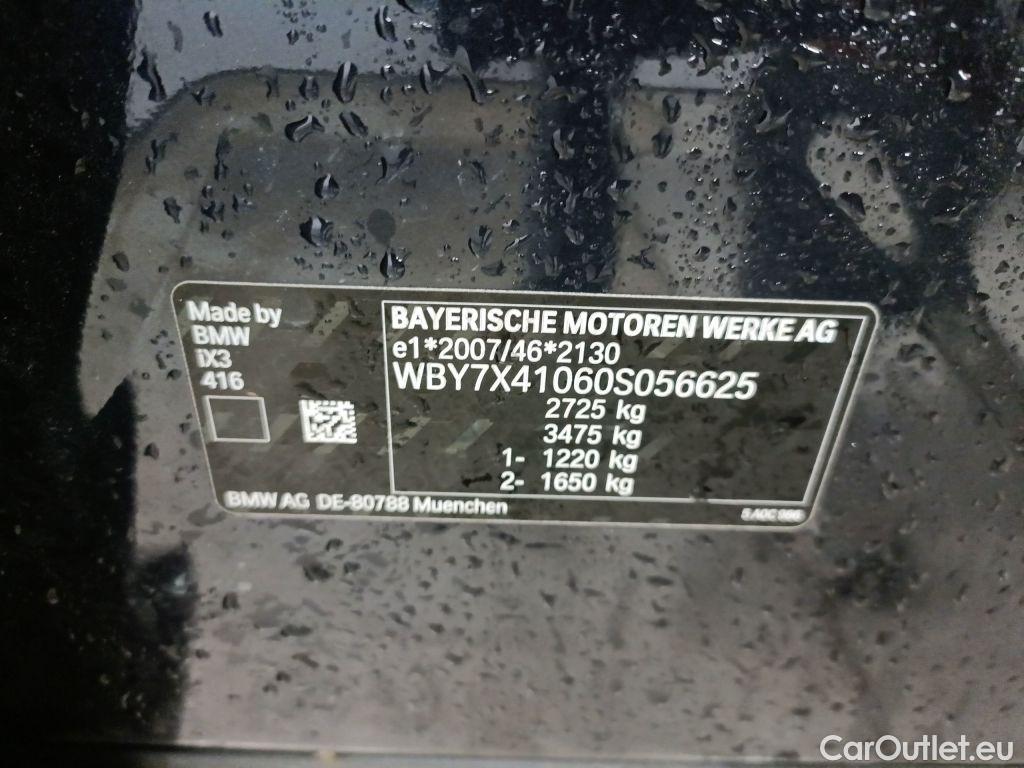 Made by
BMW
iX3
416
BAYERISCHE MOTOREN WERKE AG
e1*2007/46*2130
WBY7X41060S056625
2725 kg
3475 kg
1- 1220 kg
2- 1650 kg
BMW AG DE-80788 Muenchen
CarOutlet.eu